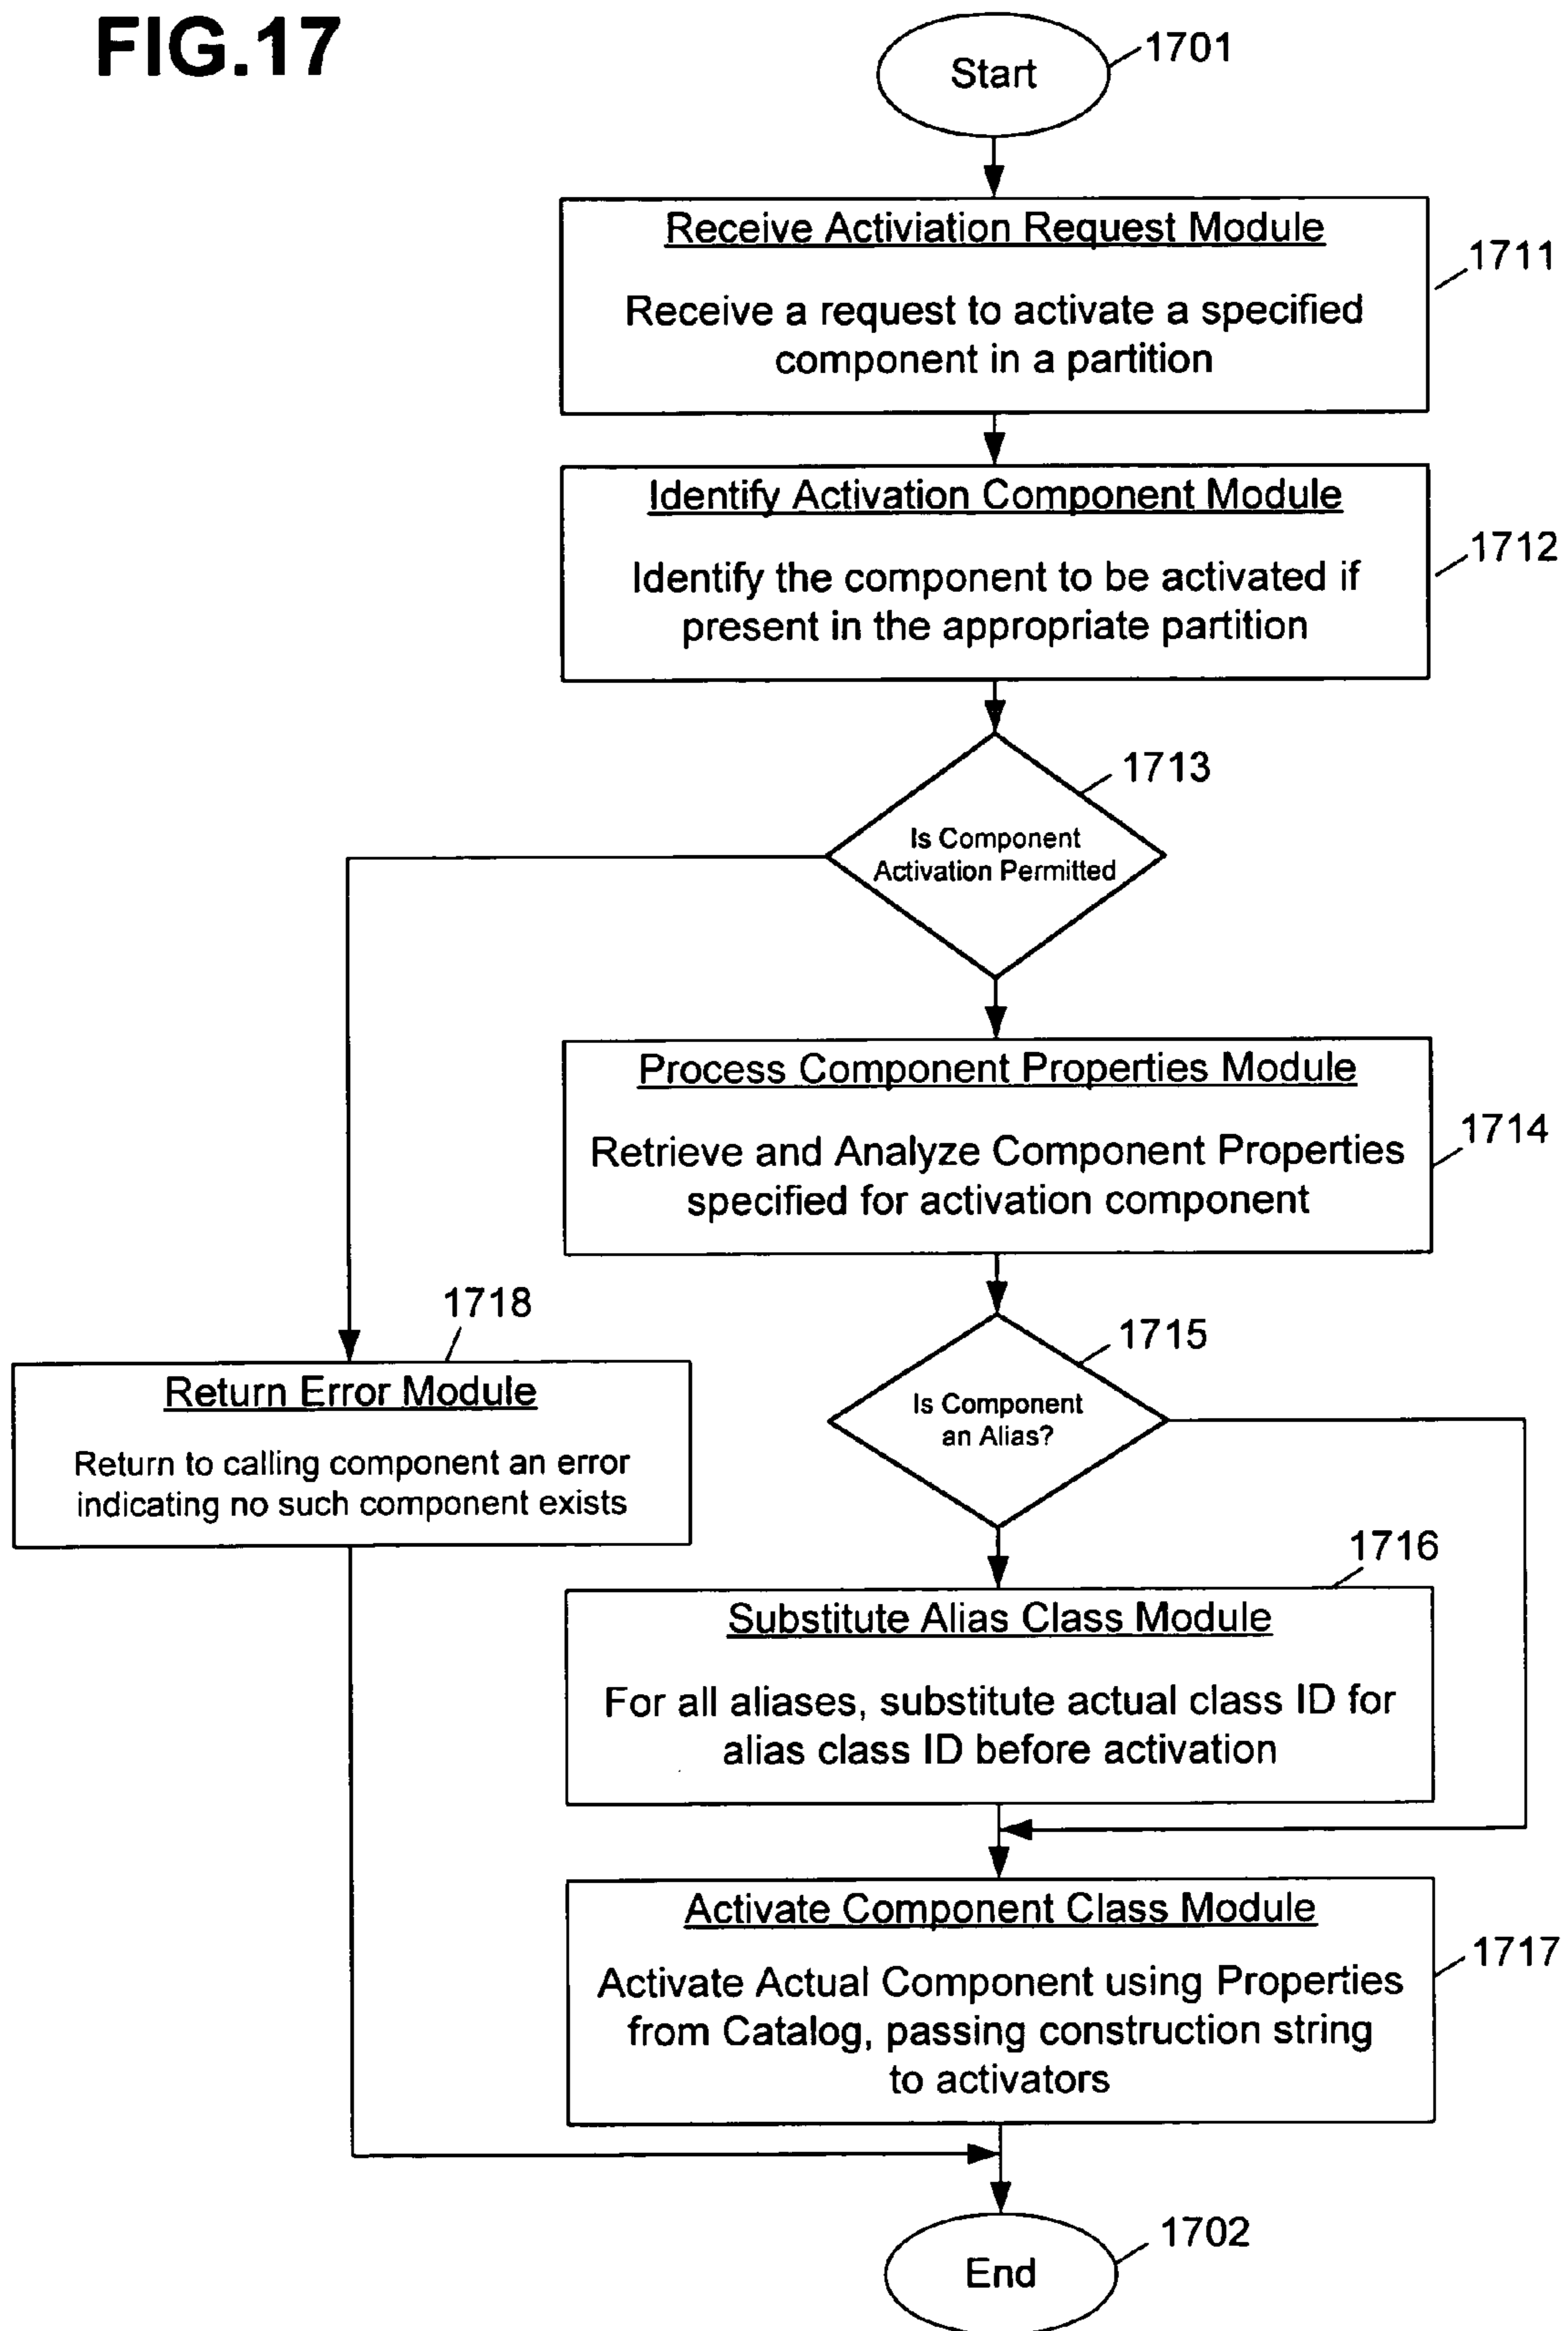 FIG.17
Start
1701
Receive Activiation Request Module
Receive a request to activate a specified
component in a partition
1711
Identify Activation Component Module
Identify the component to be activated if
present in the appropriate partition
1712
1713
Is Component
Activation Permitted
Process Component Properties Module
Retrieve and Analyze Component Properties
specified for activation component
1714
1718
Return Error Module
Return to calling component an error
indicating no such component exists
1715
Is Component
an Alias?
1716
Substitute Alias Class Module
For all aliases, substitute actual class ID for
alias class ID before activation
Activate Component Class Module
Activate Actual Component using Properties
from Catalog, passing construction string
to activators
1717
1702
End